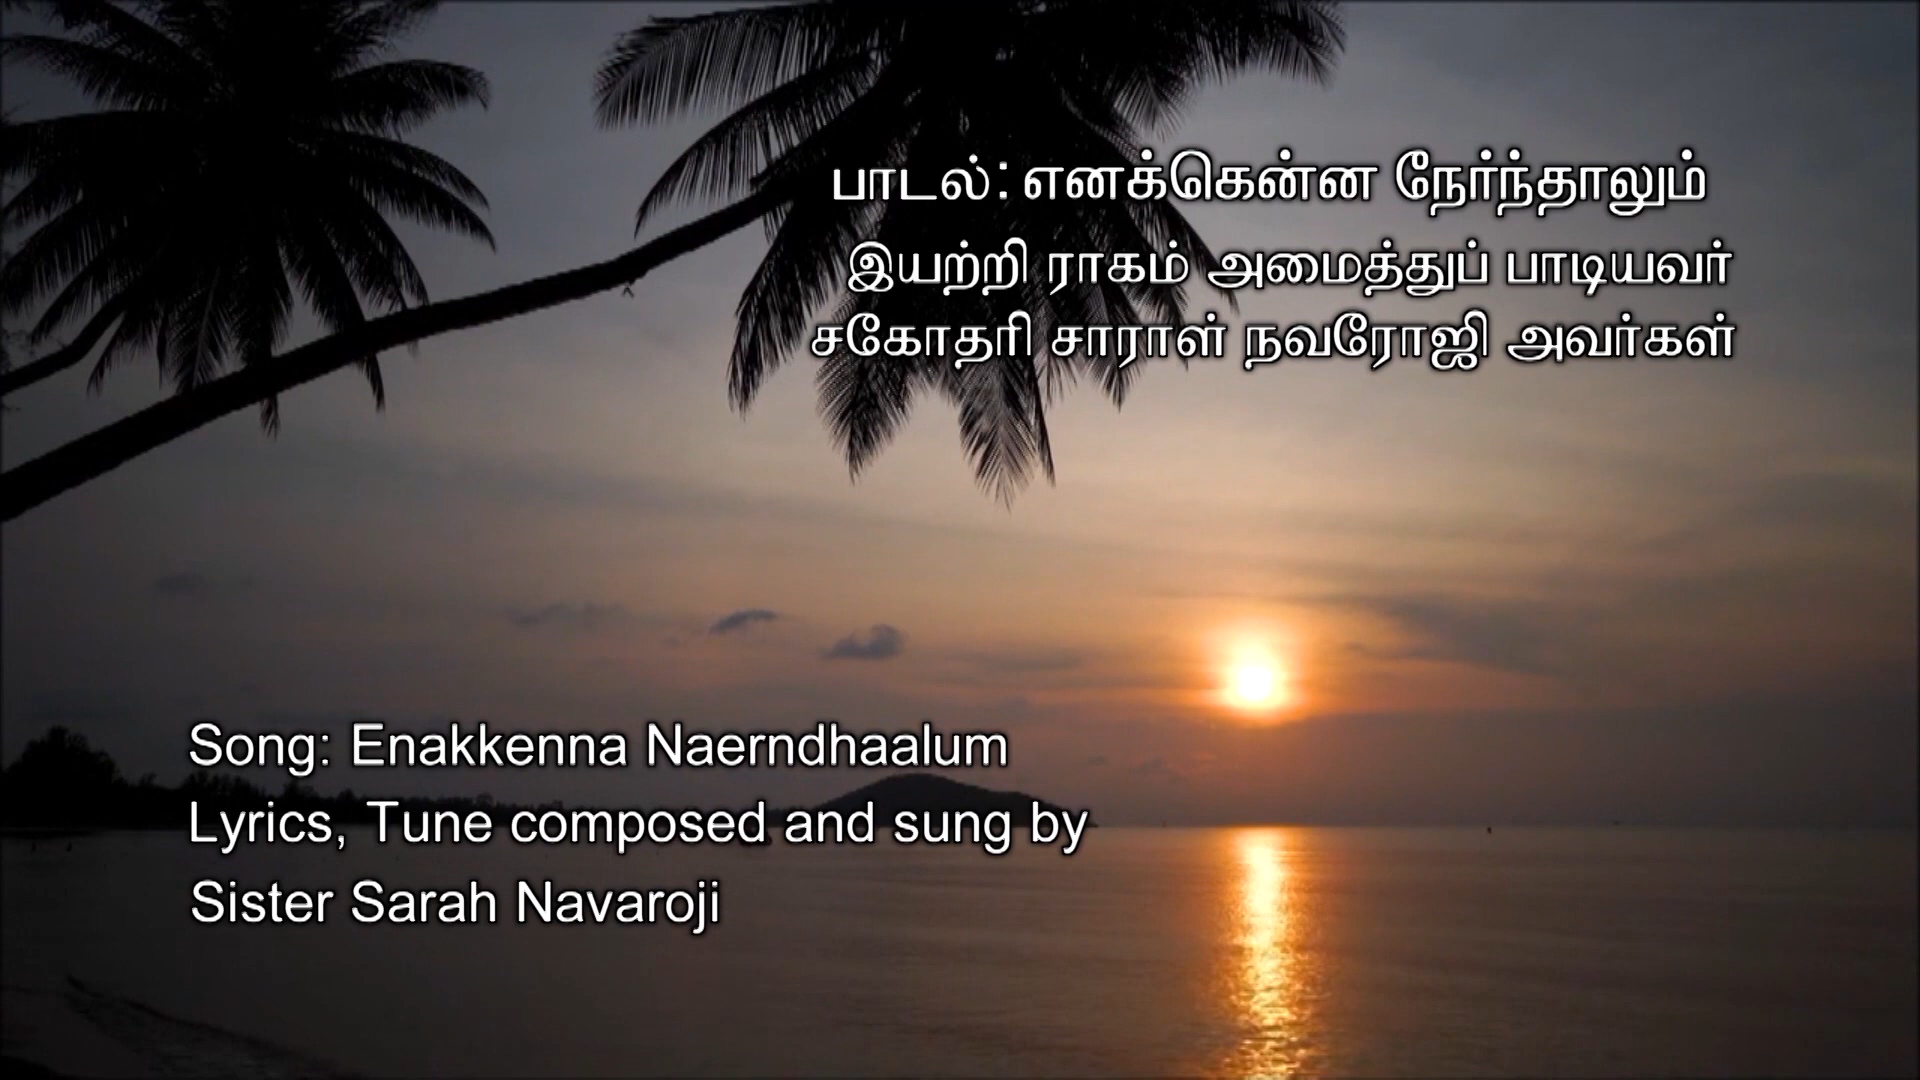 பாடல்: எனக்கென்ன நேர்ந்தாலும்
இயற்றி ராகம் அமைத்துப் பாடியவர்
சகோதரி சாராள் நவரோஜி அவர்கள்
Song: Enakkenna Naerndhaalum
Lyrics, Tune composed and sung by
Sister Sarah Navaroji